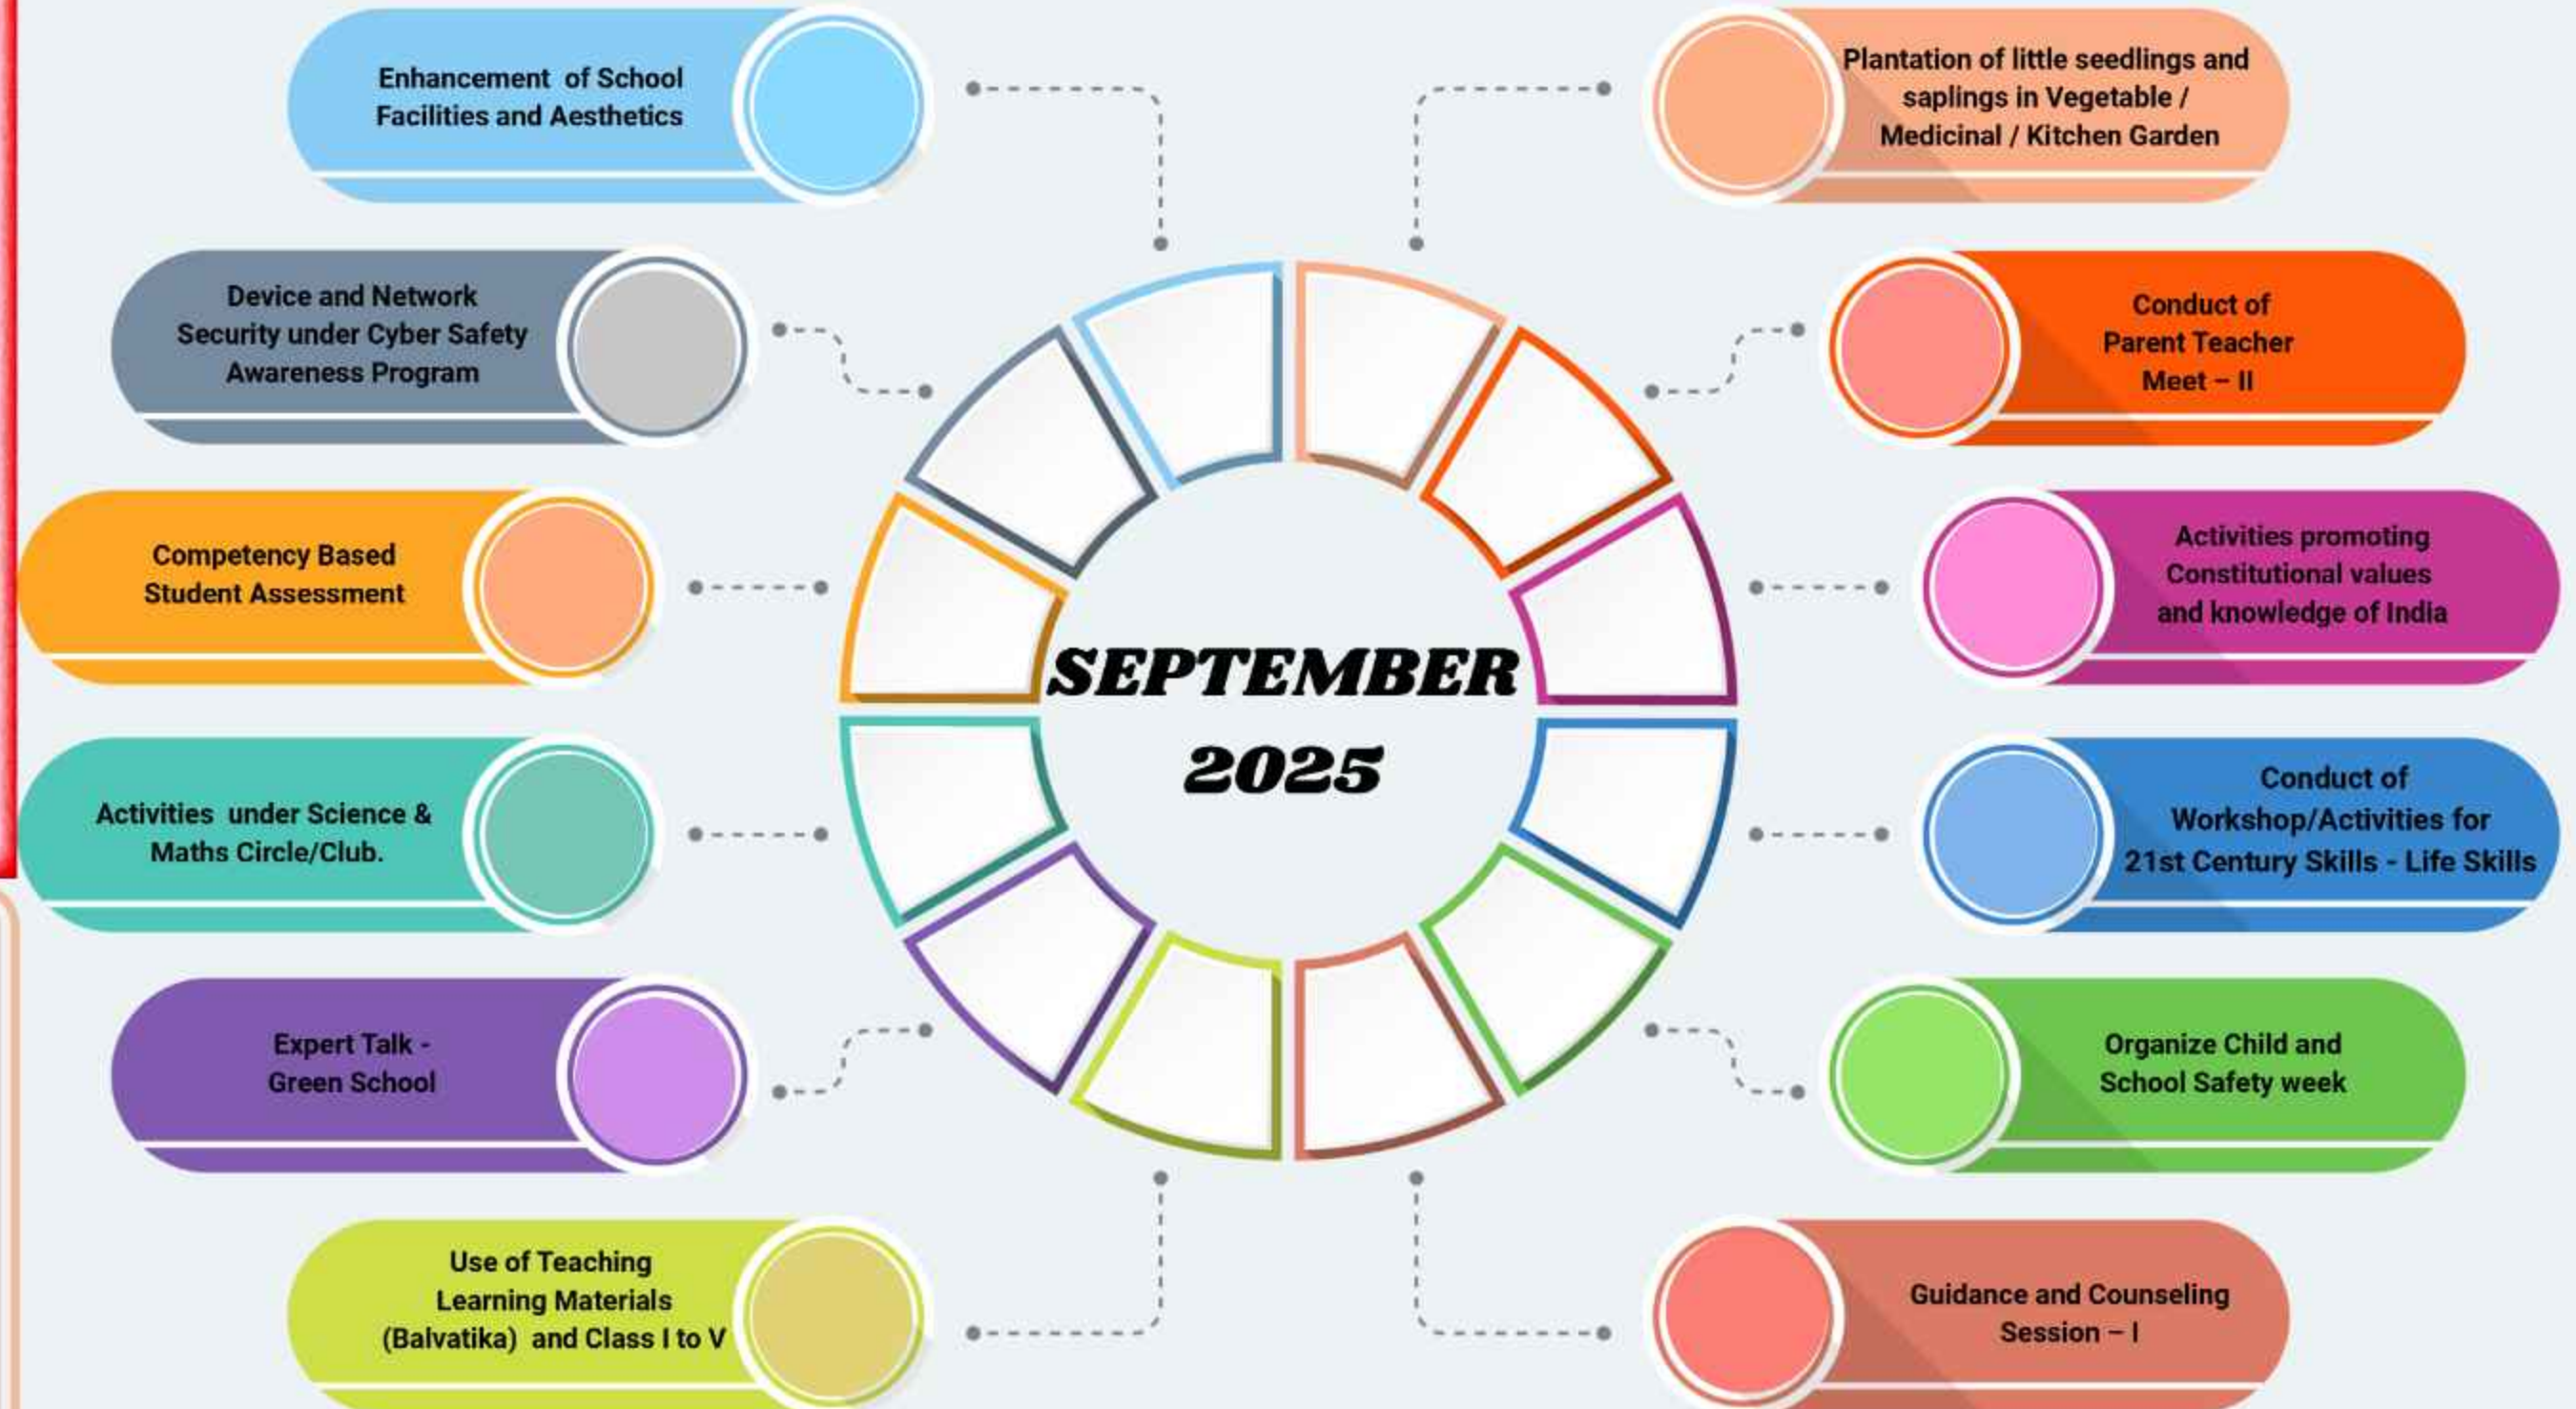 Enhancement of School
Facilities and Aesthetics
Device and Network
Security under Cyber Safety
Awareness Program
Competency Based
Student Assessment
Activities under Science &
Maths Circle/Club.
Expert Talk -
Green School
Use of Teaching
Learning Materials
(Balvatika) and Class I to V
SEPTEMBER
2025
Plantation of little seedlings and
saplings in Vegetable /
Medicinal / Kitchen Garden
Conduct of
Parent Teacher
Meet – II
Activities promoting
Constitutional values
and knowledge of India
Conduct of
Workshop/Activities for
21st Century Skills - Life Skills
Organize Child and
School Safety week
Guidance and Counseling
Session – I